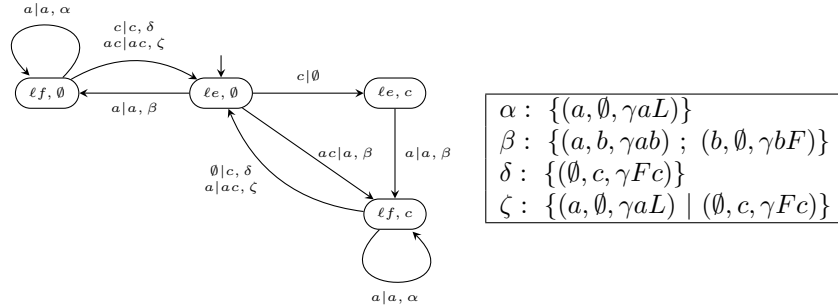 a|a, α
c|c, δ
ac|ac, ζ
ℓf, ∅
ℓe, ∅
c|∅
ℓe, c
a|a, β
∅|c, δ
a|ac, ζ
ac|a, β
a|a, β
ℓf, c
a|a, α
α : {(a, ∅, γaL)}
β : {(a, b, γab) ; (b, ∅, γbF)}
δ : {(∅, c, γFc)}
ζ : {(a, ∅, γaL) | (∅, c, γFc)}